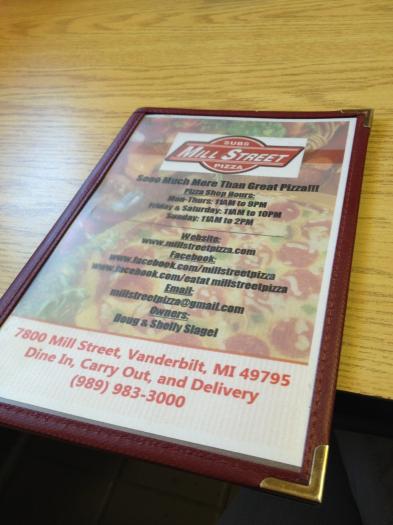 SUBS
MILL STREET
PIZZA
Sooo Much More Than Great Pizza!!!
Pizza Shop Hours:
Mon-Thurs: 11AM to 9PM
Friday & Saturday: 11AM to 10PM
Sunday: 11AM to 2PM
Website:
www.millstreetpizza.com
Facebook:
www.facebook.com/millstreetpizza
www.facebook.com/eatat millstreetpizza
Email:
millstreetpizza@gmail.com
Owners:
Doug & Shelly Slagel
7800 Mill Street, Vanderbilt, MI 49795
Dine In, Carry Out, and Delivery
(989) 983-3000